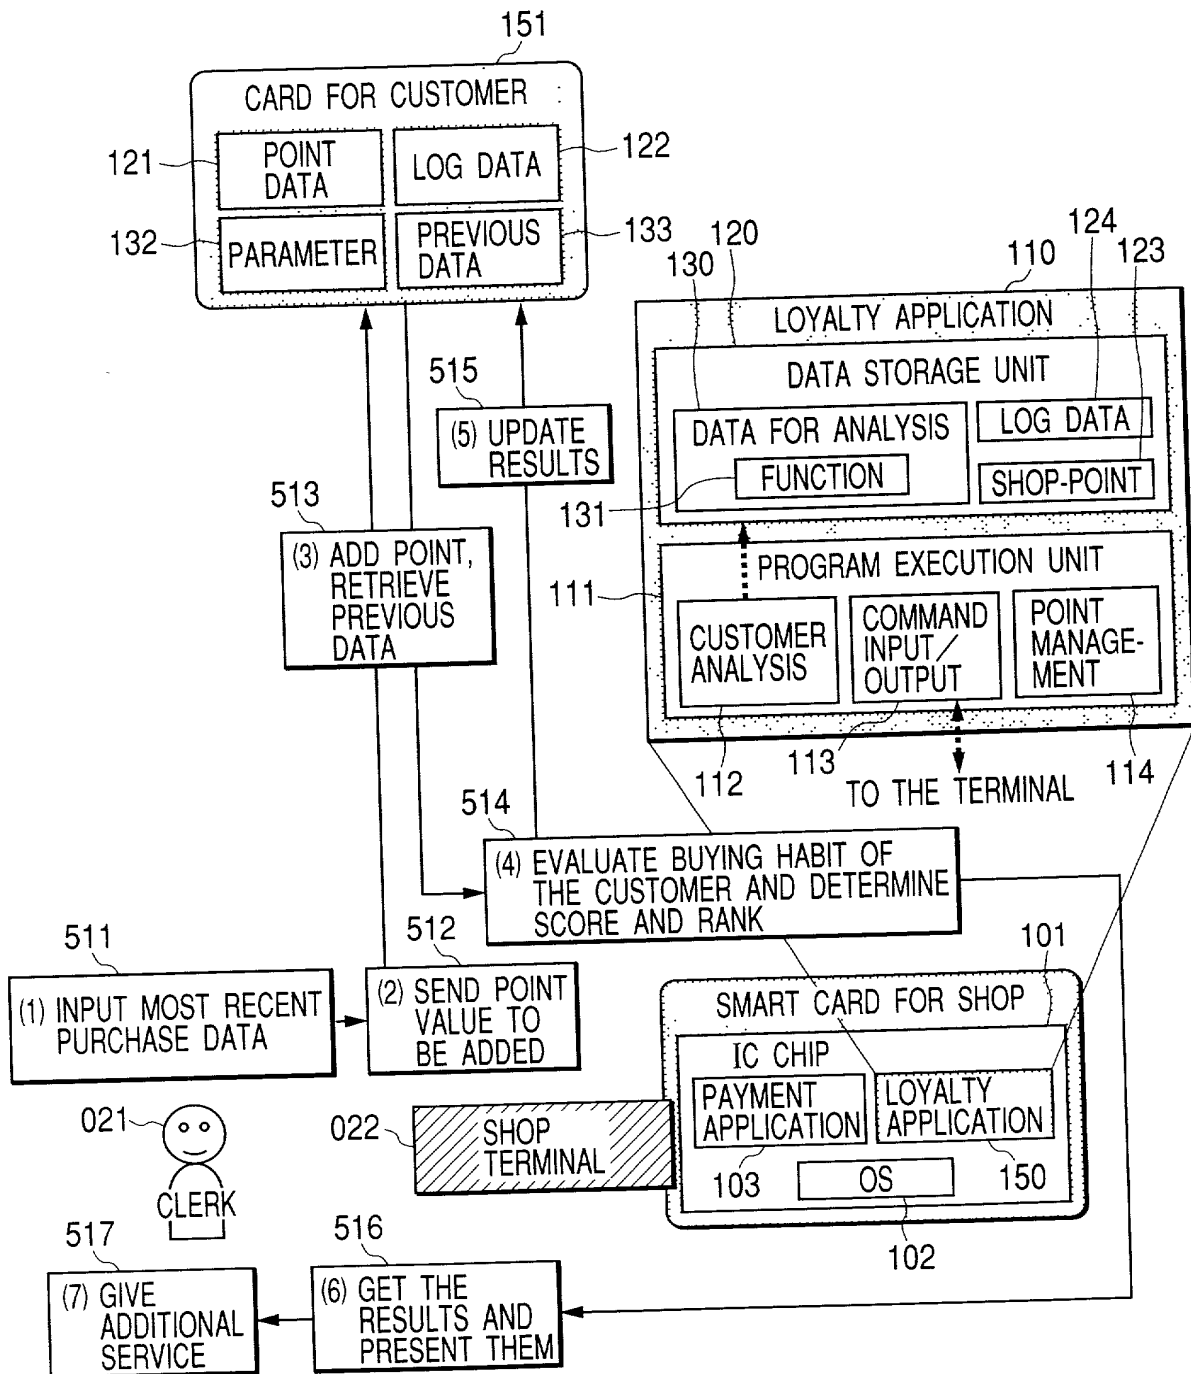 151
CARD FOR CUSTOMER
121
POINT
DATA
LOG DATA
122
132
PARAMETER
PREVIOUS
DATA
133
130
120
110
124
123
LOYALTY APPLICATION
DATA STORAGE UNIT
DATA FOR ANALYSIS
LOG DATA
FUNCTION
SHOP-POINT
131
515
(5) UPDATE
RESULTS
513
(3) ADD POINT,
RETRIEVE
PREVIOUS
DATA
111
PROGRAM EXECUTION UNIT
CUSTOMER
ANALYSIS
COMMAND
INPUT/
OUTPUT
POINT
MANAGE-
MENT
112
113
114
TO THE TERMINAL
514
(4) EVALUATE BUYING HABIT OF
THE CUSTOMER AND DETERMINE
SCORE AND RANK
511
(1) INPUT MOST RECENT
PURCHASE DATA
512
(2) SEND POINT
VALUE TO
BE ADDED
101
SMART CARD FOR SHOP
IC CHIP
PAYMENT
APPLICATION
LOYALTY
APPLICATION
103
OS
150
102
021
CLERK
022
SHOP
TERMINAL
517
(7) GIVE
ADDITIONAL
SERVICE
516
(6) GET THE
RESULTS AND
PRESENT THEM